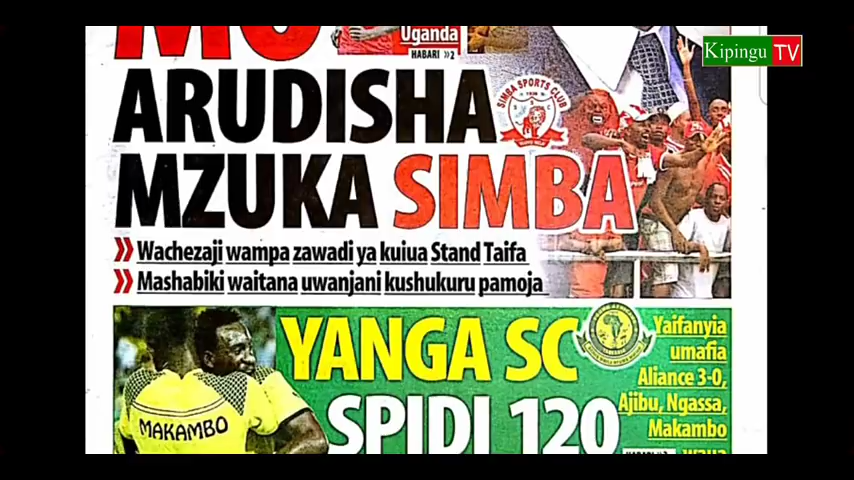 Kipingu TV
MO
Uganda
HABARI »2
ARUDISHA
SIMBA SPORTS CLUB
MZUKA SIMBA
Wachezaji wampa zawadi ya kuiua Stand Taifa
Mashabiki waitana uwanjani kushukuru pamoja
YANGA SC
Yaifanyia
umafia
Aliance 3-0,
Ajibu, Ngassa,
Makambo
MAKAMBO
SPIDI 120